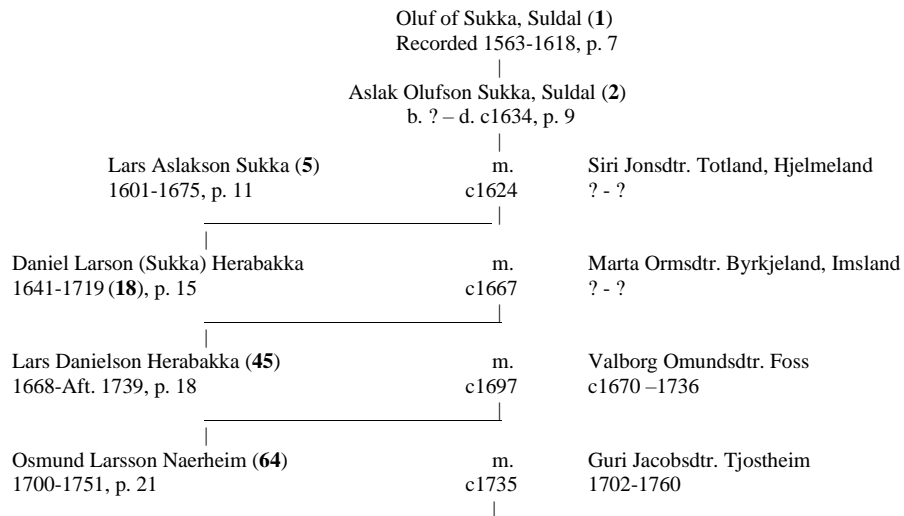 Oluf of Sukka, Suldal (1)
Recorded 1563-1618, p. 7
Aslak Olufson Sukka, Suldal (2)
b. ? – d. c1634, p. 9
Lars Aslakson Sukka (5) m. Siri Jonsdtr. Totland, Hjelmeland
1601-1675, p. 11 c1624 ? - ?
Daniel Larson (Sukka) Herabakka m. Marta Ormsdtr. Byrkjeland, Imsland
1641-1719 (18), p. 15 c1667 ? - ?
Lars Danielson Herabakka (45) m. Valborg Omundsdtr. Foss
1668-Aft. 1739, p. 18 c1697 c1670 –1736
Osmund Larsson Naerheim (64) m. Guri Jacobsdtr. Tjostheim
1700-1751, p. 21 c1735 1702-1760